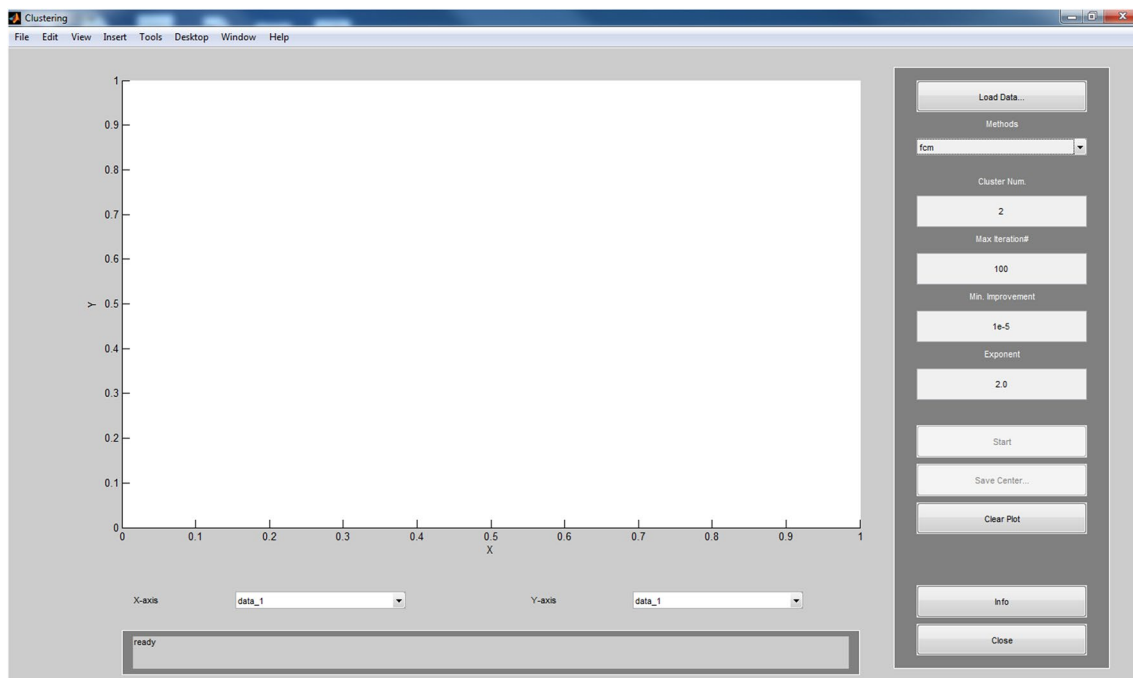 Clustering
File Edit View Insert Tools Desktop Window Help
1
0.9
0.8
0.7
0.6
0.5
0.4
0.3
0.2
0.1
0
Y
0 0.1 0.2 0.3 0.4 0.5 0.6 0.7 0.8 0.9 1
X
X-axis data_1 Y-axis data_1
ready
Load Data...
Methods
fcm
Cluster Num.
2
Max Iteration#
100
Min. Improvement
1e-5
Exponent
2.0
Start
Save Center...
Clear Plot
Info
Close